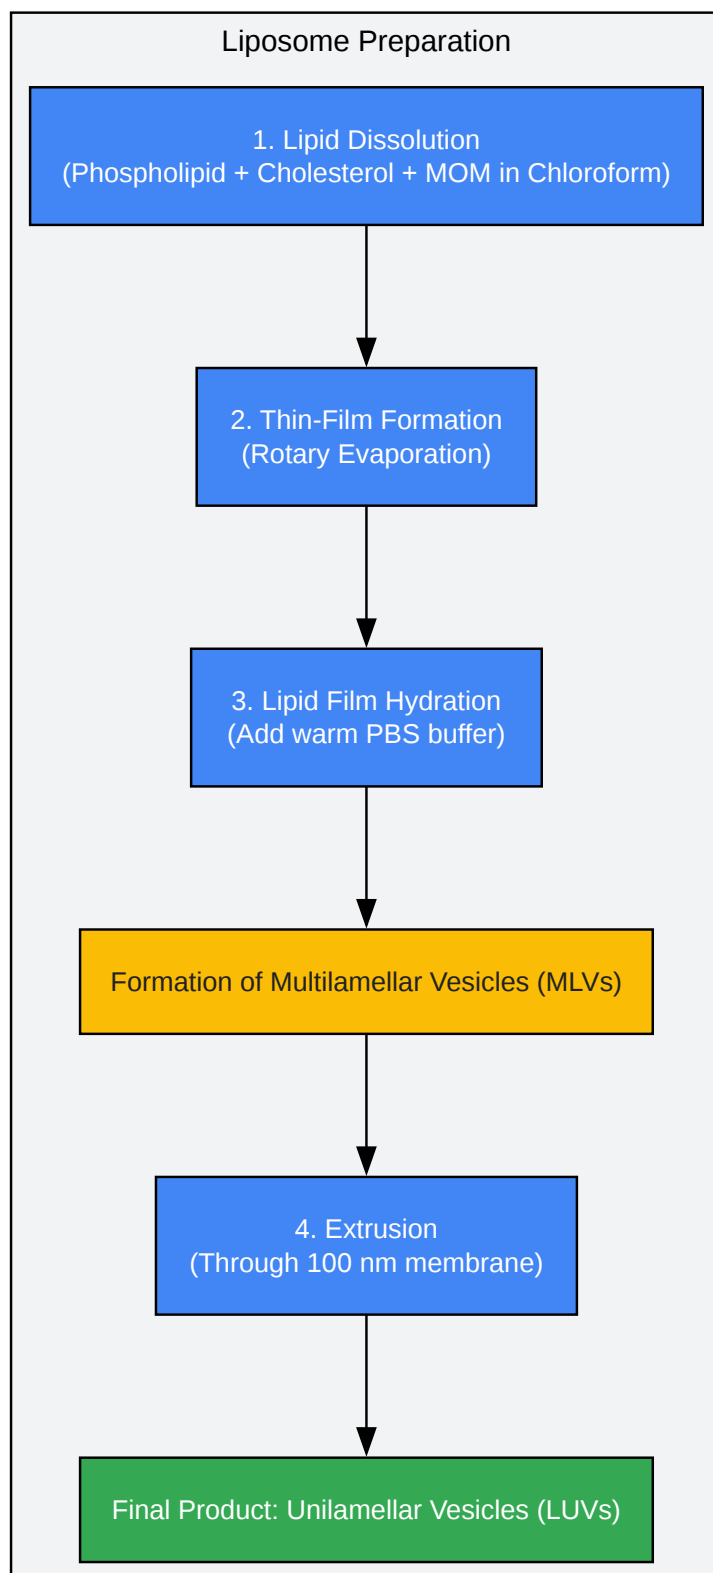 Liposome Preparation
1. Lipid Dissolution
(Phospholipid + Cholesterol + MOM in Chloroform)
2. Thin-Film Formation
(Rotary Evaporation)
3. Lipid Film Hydration
(Add warm PBS buffer)
Formation of Multilamellar Vesicles (MLVs)
4. Extrusion
(Through 100 nm membrane)
Final Product: Unilamellar Vesicles (LUVs)